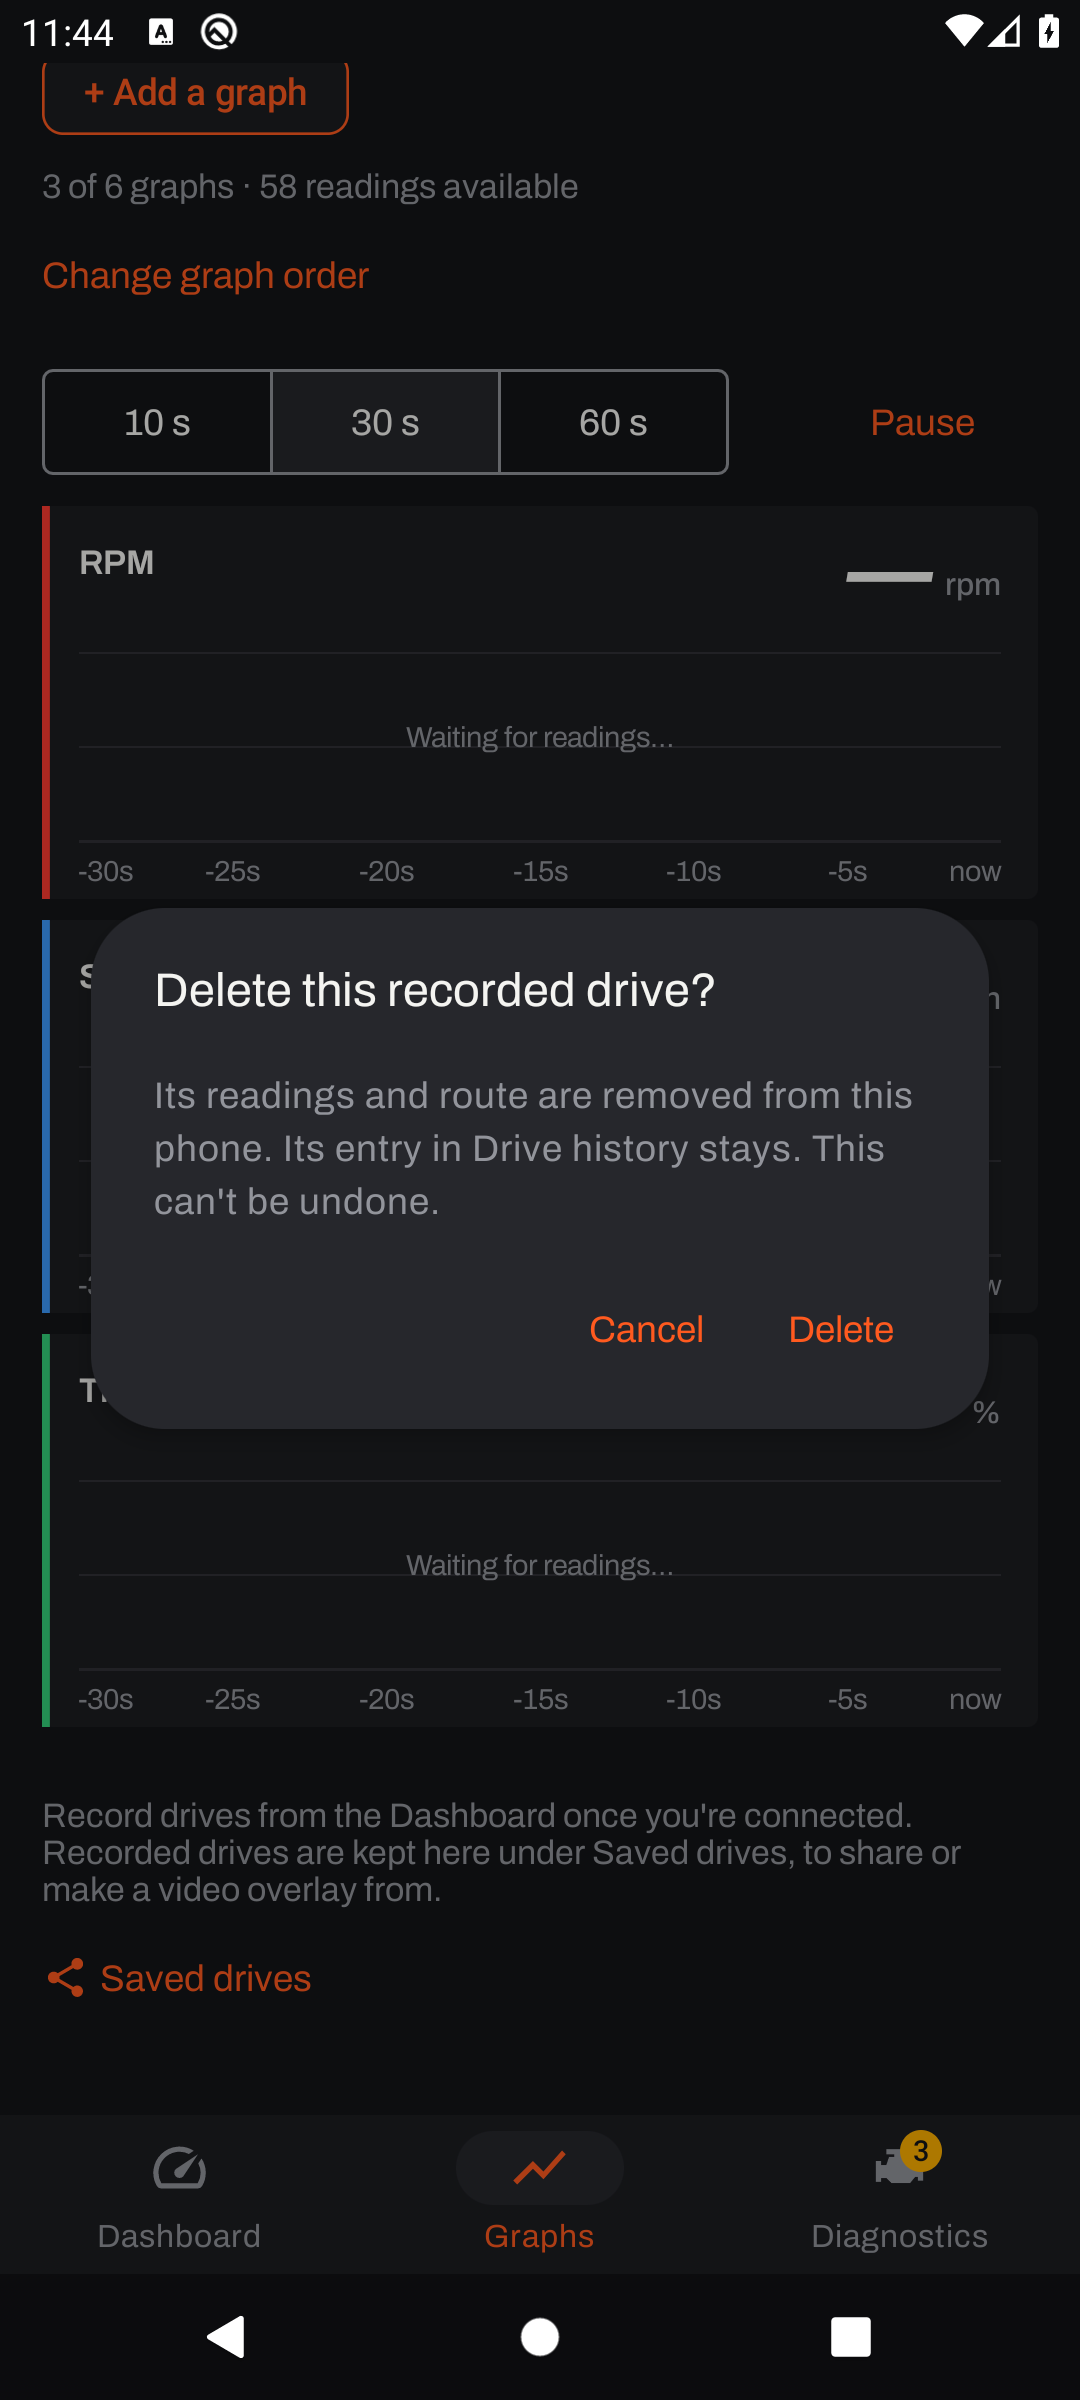 11:44
+ Add a graph
3 of 6 graphs · 58 readings available
Change graph order
10 s 30 s 60 s Pause
RPM
rpm
Waiting for readings...
-30s -25s -20s -15s -10s -5s now
Delete this recorded drive?
Its readings and route are removed from this
phone. Its entry in Drive history stays. This
can't be undone.
Cancel Delete
%
Waiting for readings...
-30s -25s -20s -15s -10s -5s now
Record drives from the Dashboard once you're connected.
Recorded drives are kept here under Saved drives, to share or
make a video overlay from.
Saved drives
3
Dashboard Graphs Diagnostics